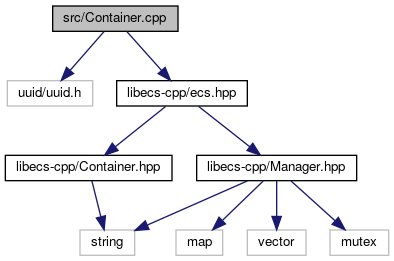 src/Container.cpp
uuid/uuid.h
libecs-cpp/ecs.hpp
libecs-cpp/Container.hpp
libecs-cpp/Manager.hpp
string
map
vector
mutex